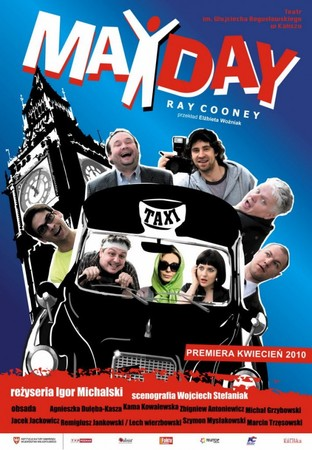 teatr
im. Wojciecha Bogusławskiego
w Kaliszu
MAYDAY
RAY COONEY
przekład Elżbieta Woźniak
TAXI
PREMIERA KWIECIEŃ 2010
reżyseria Igor Michalski scenografia Wojciech Stefaniak
obsada Agnieszka Dulęba-Kasza Kama Kowalewska Zbigniew Antoniewicz Michał Grzybowski
Jacek Jackowicz Remigiusz Jankowski / Lech Wierzbowski Szymon Mysłakowski Marcin Trzęsowski